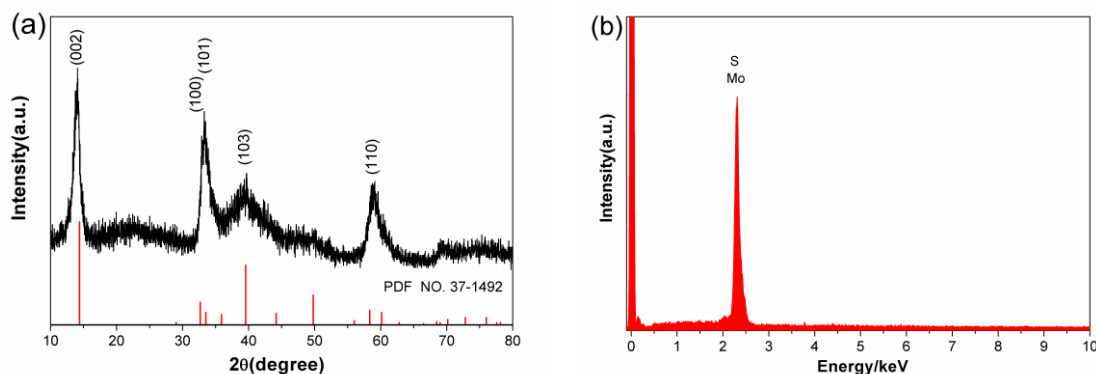 (a)
(002)
(100)
(101)
(103)
(110)
PDF NO. 37-1492
Intensity(a.u.)
10 20 30 40 50 60 70 80
2θ(degree)
(b)
S
Mo
Intensity(a.u.)
0 1 2 3 4 5 6 7 8 9 10
Energy/keV